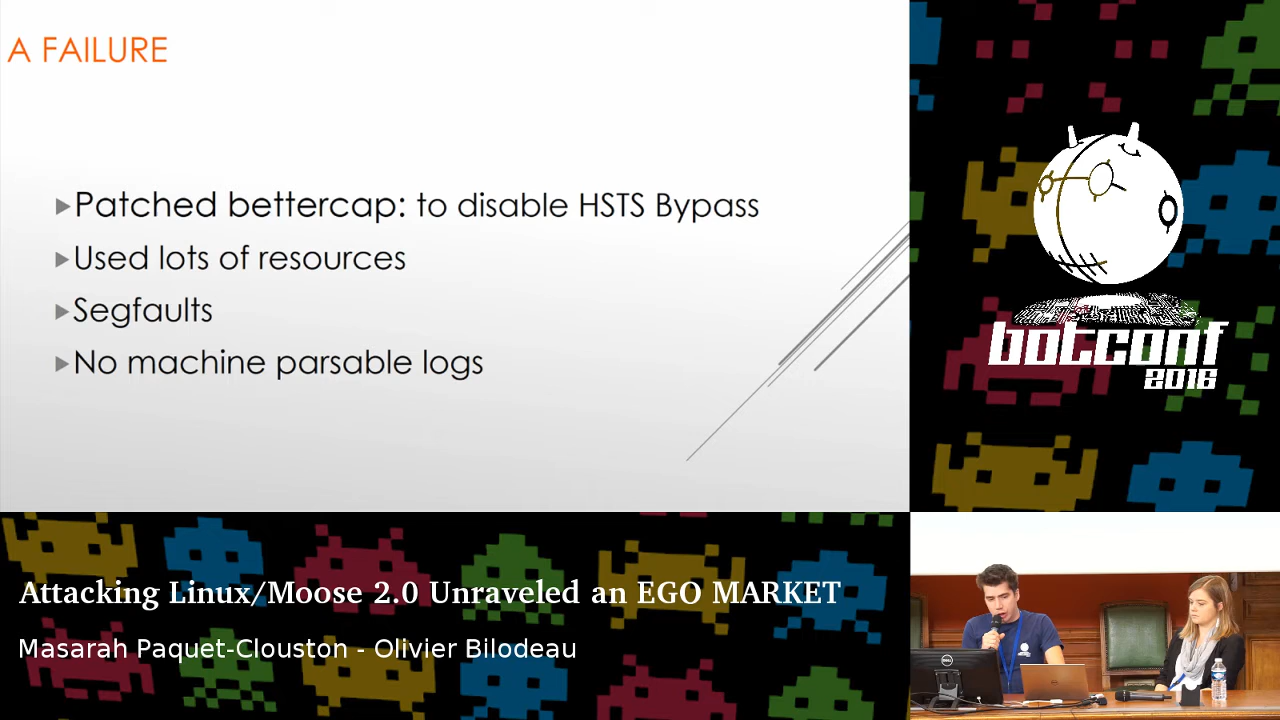 A FAILURE
Patched bettercap: to disable HSTS Bypass
Used lots of resources
Segfaults
No machine parsable logs
botconf
2016
Attacking Linux/Moose 2.0 Unraveled an EGO MARKET
Masarah Paquet-Clouston - Olivier Bilodeau
DELL